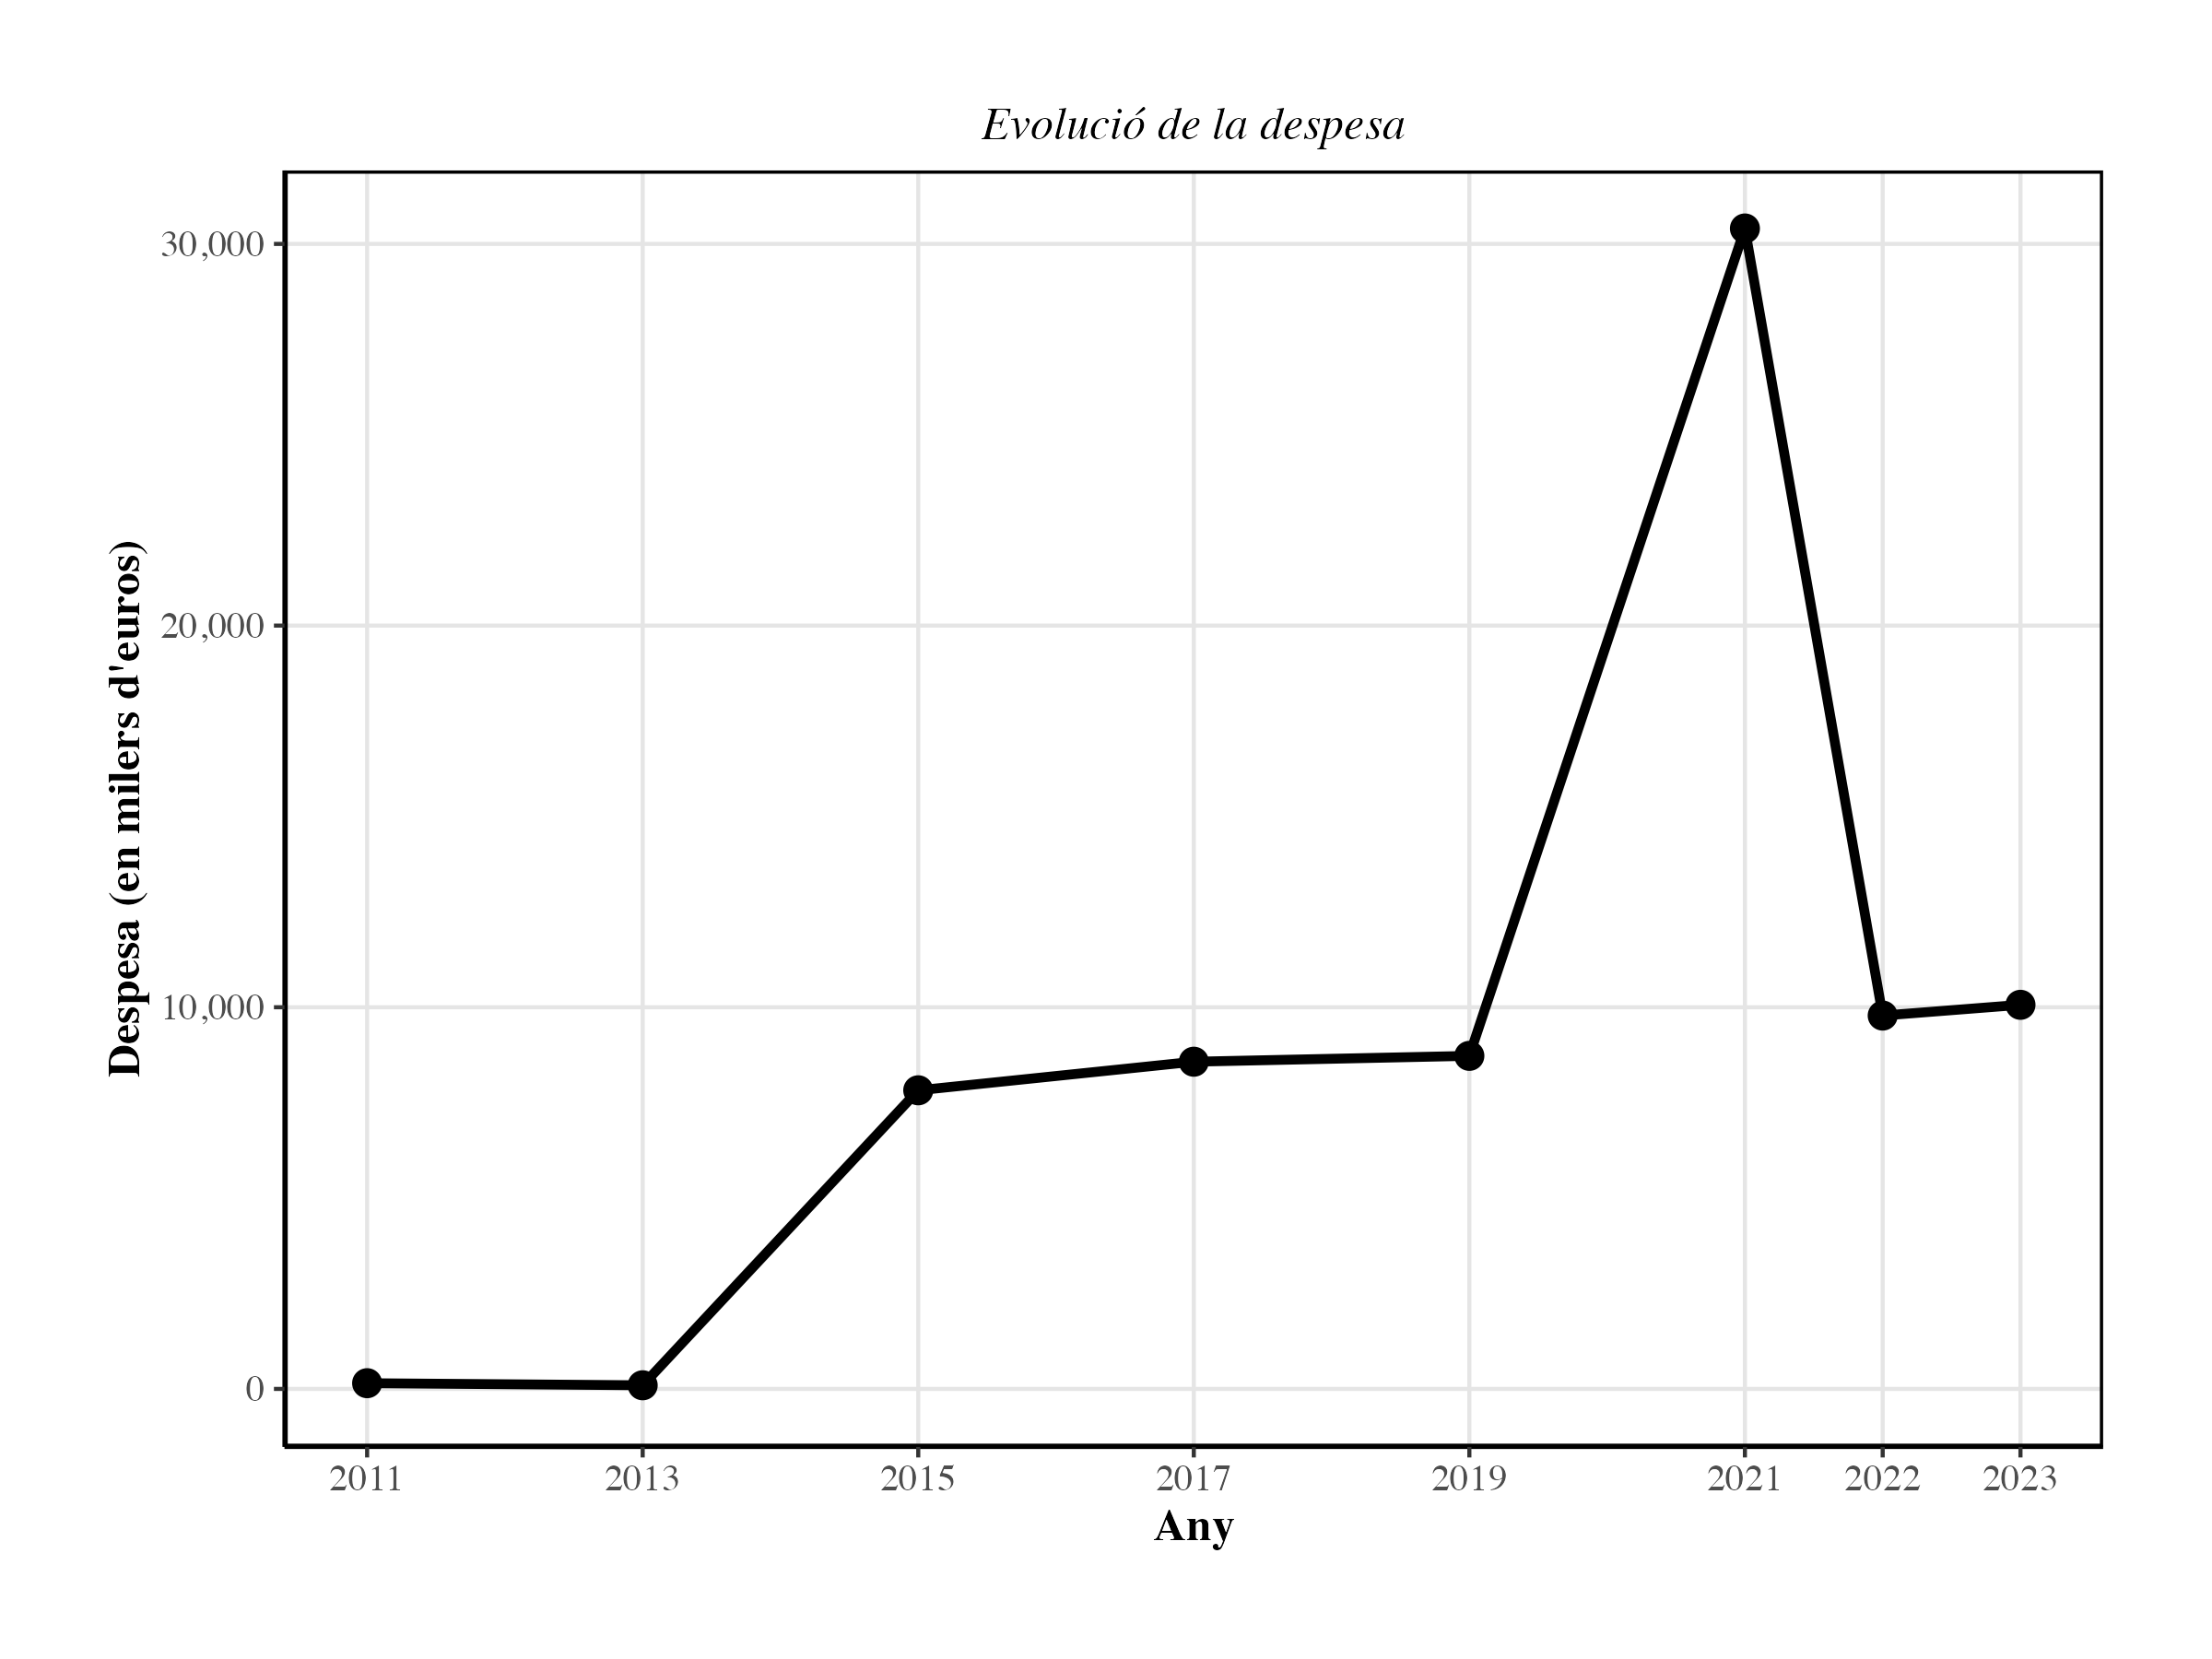 Evolució de la despesa
Despesa (en milers d'euros)
30,000
20,000
10,000
0
2011 2013 2015 2017 2019 2021 2022 2023
Any